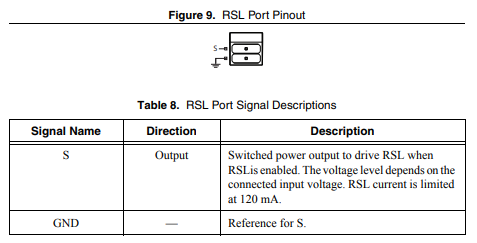 Figure 9. RSL Port Pinout
S
Table 8. RSL Port Signal Descriptions
Signal Name Direction Description
S Output Switched power output to drive RSL when
RSLis enabled. The voltage level depends on the
connected input voltage. RSL current is limited
at 120 mA.
GND — Reference for S.